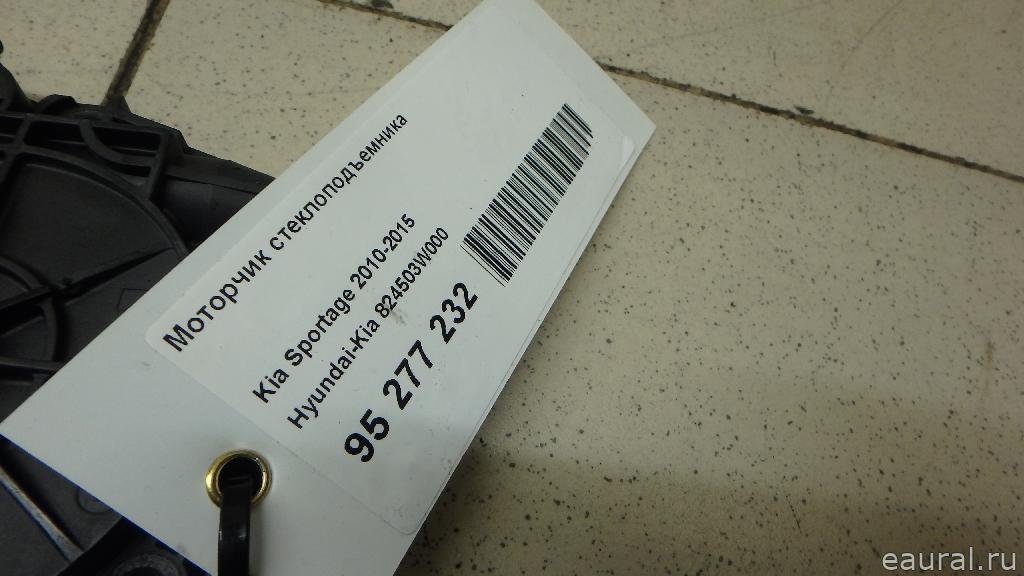 Моторчик стеклоподъемника
Kia Sportage 2010-2015
Hyundai-Kia 824503W000
95 277 232
eaural.ru